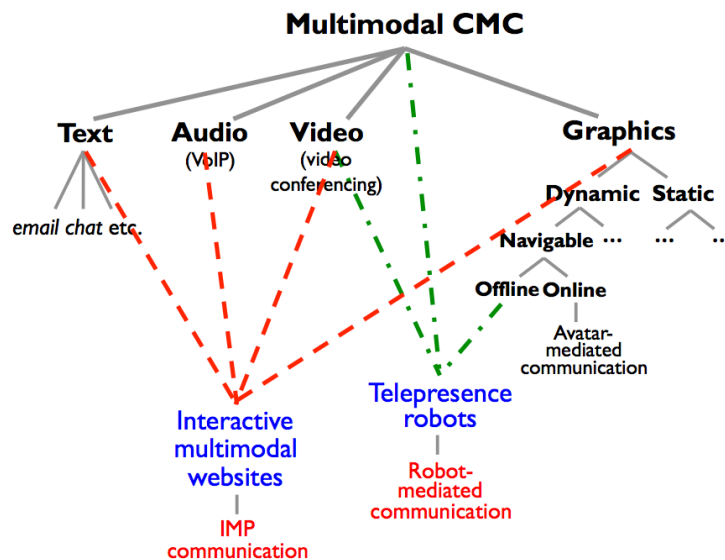 Multimodal CMC
Text
Audio
(VoIP)
Video
(video
conferencing)
Graphics
email chat etc.
Dynamic
Static
Navigable
...
...
...
Offline
Online
Avatar-
mediated
communication
Interactive
multimodal
websites
Telepresence
robots
IMP
communication
Robot-
mediated
communication